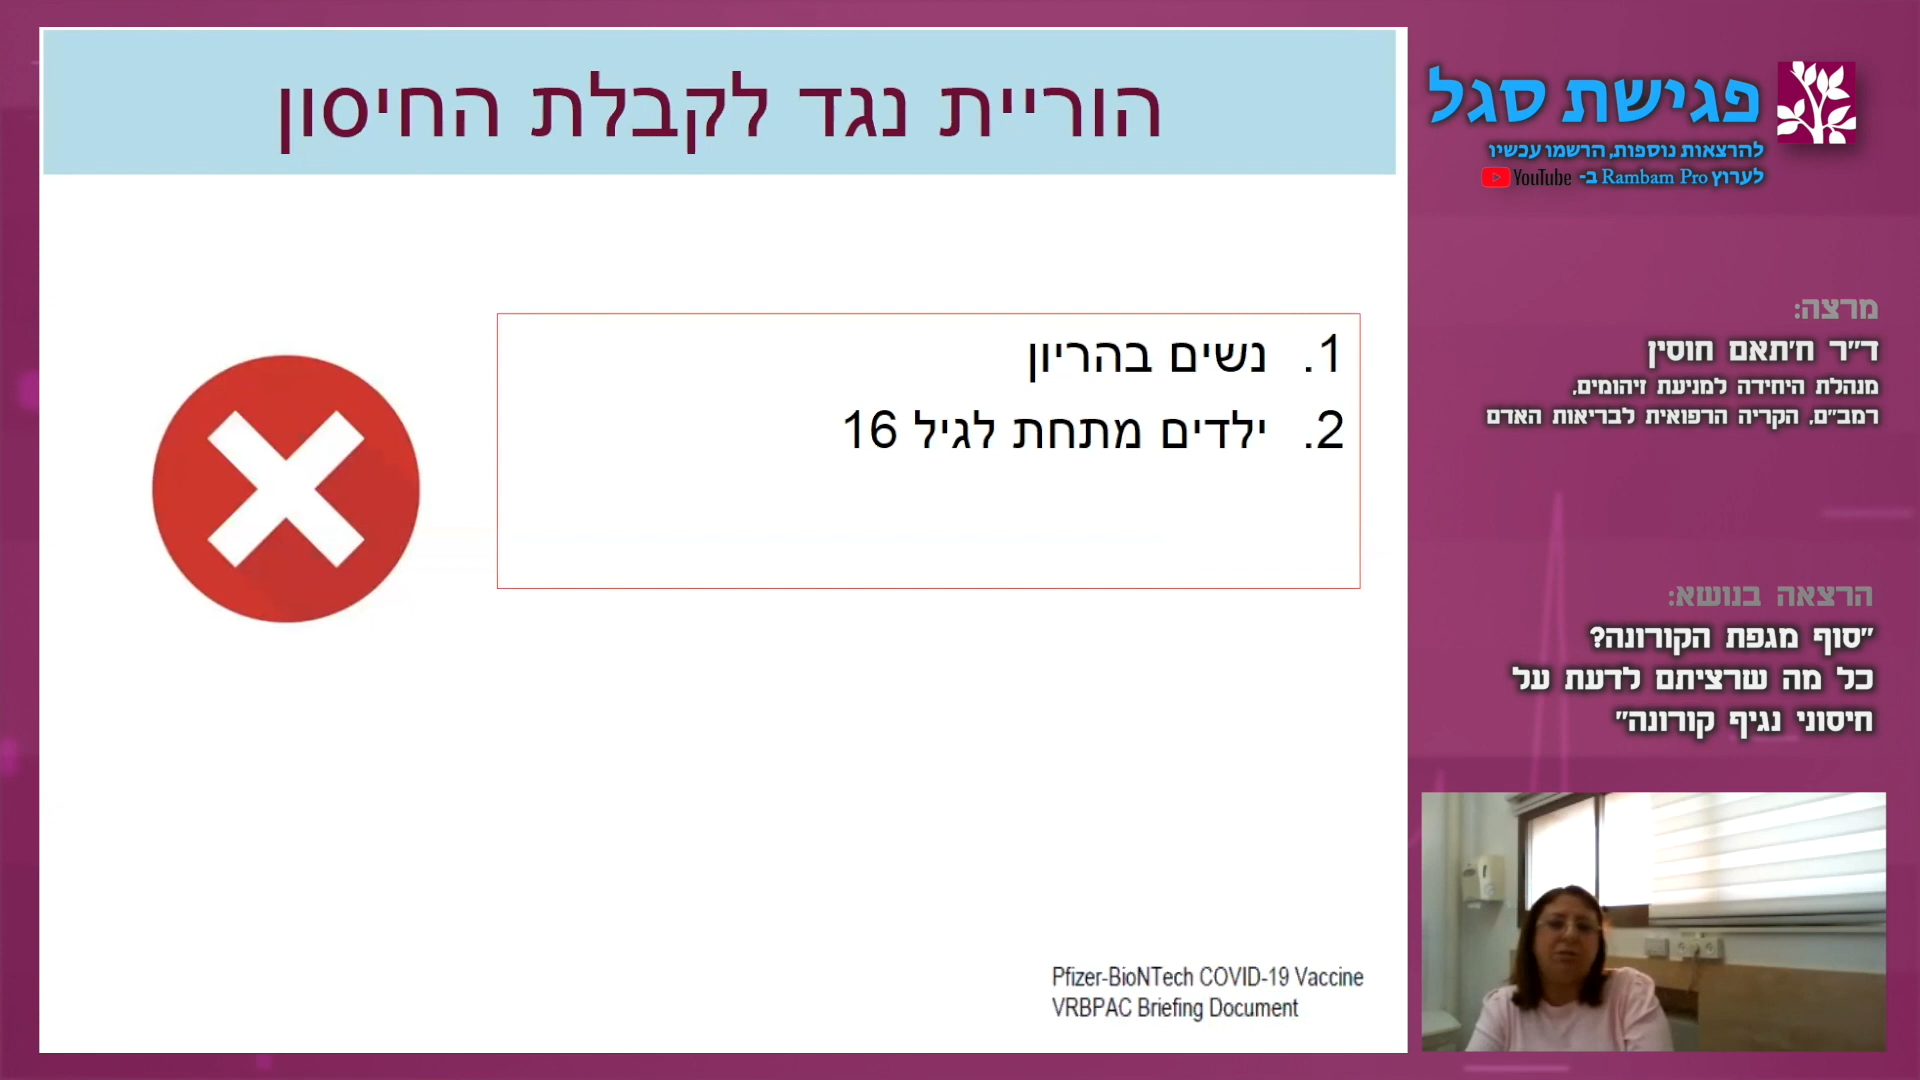 הוריית נגד לקבלת החיסון
1. נשים בהריון
2. ילדים מתחת לגיל 16
Pfizer-BioNTech COVID-19 Vaccine
VRBPAC Briefing Document
פגישת סגל
להרצאות נוספות, הרשמו עכשיו
לערוץ Rambam Pro ב- YouTube
מרצה:
ד"ר ח'תאם חוסין
מנהלת היחידה למניעת זיהומים,
רמב"ם, הקריה הרפואית לבריאות האדם
הרצאה בנושא:
"סוף מגפת הקורונה?
כל מה שרציתם לדעת על
חיסוני נגיף קורונה"